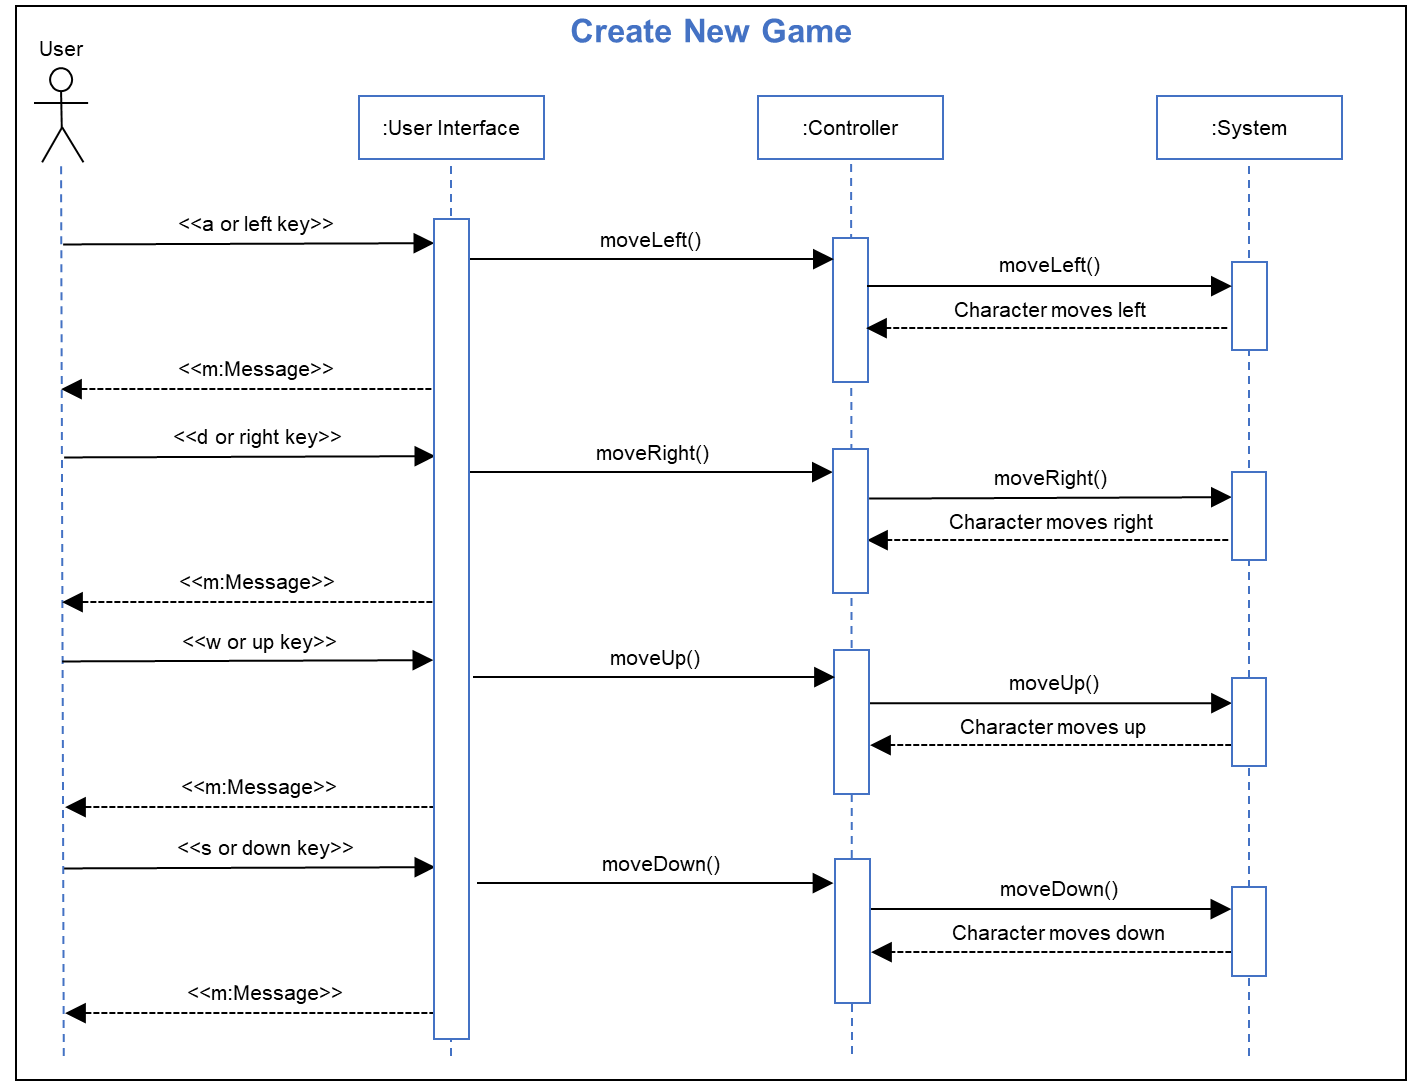 Create New Game
User
:User Interface
:Controller
:System
<<a or left key>>
moveLeft()
moveLeft()
Character moves left
<<m:Message>>
<<d or right key>>
moveRight()
moveRight()
Character moves right
<<m:Message>>
<<w or up key>>
moveUp()
moveUp()
Character moves up
<<m:Message>>
<<s or down key>>
moveDown()
moveDown()
Character moves down
<<m:Message>>